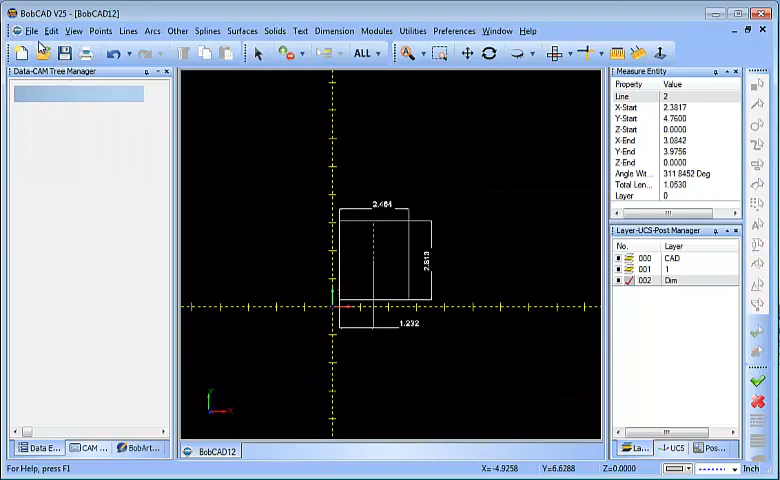 BobCAD V25 - [BobCAD12]
File Edit View Points Lines Arcs Other Splines Surfaces Solids Text Dimension Modules Utilities Preferences Window Help
ALL
Data-CAM Tree Manager
Measure Entity
Property Value
Line 2
X-Start 2.3817
Y-Start 4.7600
Z-Start 0.0000
X-End 3.0842
Y-End 3.9756
Z-End 0.0000
Angle Wit... 311.8452 Deg
Total Len... 1.0530
Layer 0
2.464
2.813
1.232
Y
X
Layer-UCS-Post Manager
No. Layer
000 CAD
001 1
002 Dim
Data E... CAM ... BobArt...
BobCAD12
La... UCS Pos...
For Help, press F1
X=-4.9258 Y=6.6288 Z=0.0000
Inch